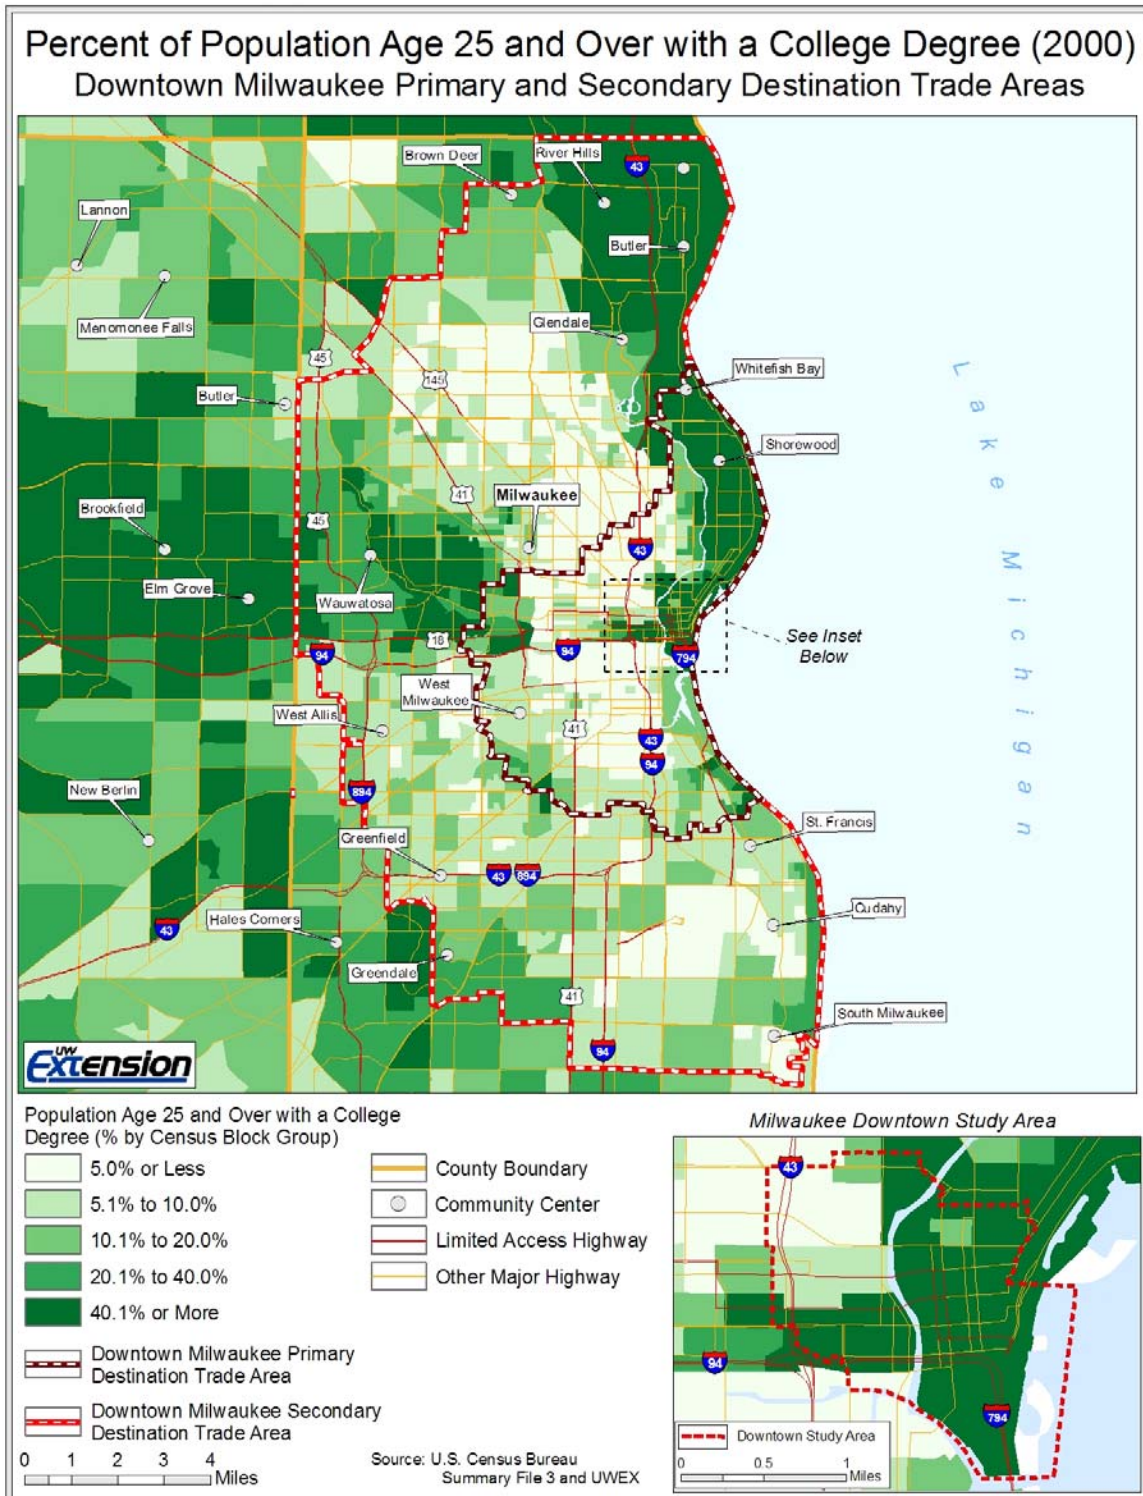 Percent of Population Age 25 and Over with a College Degree (2000)
Downtown Milwaukee Primary and Secondary Destination Trade Areas
Brown Deer
River Hills
43
Lannon
Butler
Menomonee Falls
Glendale
45
145
Whitefish Bay
Butler
Shorewood
Milwaukee
41
Brookfield
45
43
Elm Grove
Wauwatosa
18
See Inset
Below
94
94
794
West
Milwaukee
West Allis
41
43
94
894
New Berlin
St. Francis
Greenfield
43
894
Cudahy
Hales Corners
43
Greendale
41
South Milwaukee
94
Lake Michigan
UW
Extension
Population Age 25 and Over with a College
Degree (% by Census Block Group)
5.0% or Less
5.1% to 10.0%
10.1% to 20.0%
20.1% to 40.0%
40.1% or More
County Boundary
Community Center
Limited Access Highway
Other Major Highway
Downtown Milwaukee Primary
Destination Trade Area
Downtown Milwaukee Secondary
Destination Trade Area
0 1 2 3 4
Miles
Source: U.S. Census Bureau
Summary File 3 and UWEX
Milwaukee Downtown Study Area
43
94
794
Downtown Study Area
0 0.5 1
Miles